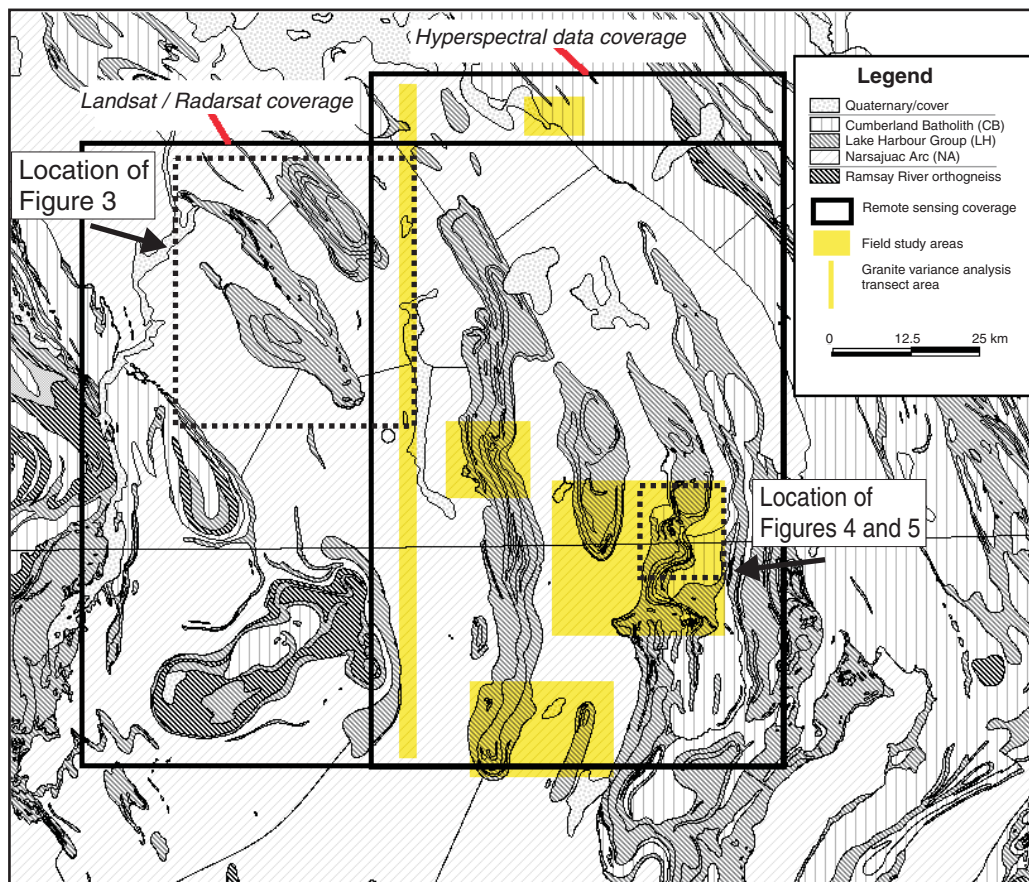 Hyperspectral data coverage
Landsat / Radarsat coverage
Location of
Figure 3
Legend
Quaternary/cover
Cumberland Batholith (CB)
Lake Harbour Group (LH)
Narsajuac Arc (NA)
Ramsay River orthogneiss
Remote sensing coverage
Field study areas
Granite variance analysis
transect area
0 12.5 25 km
Location of
Figures 4 and 5